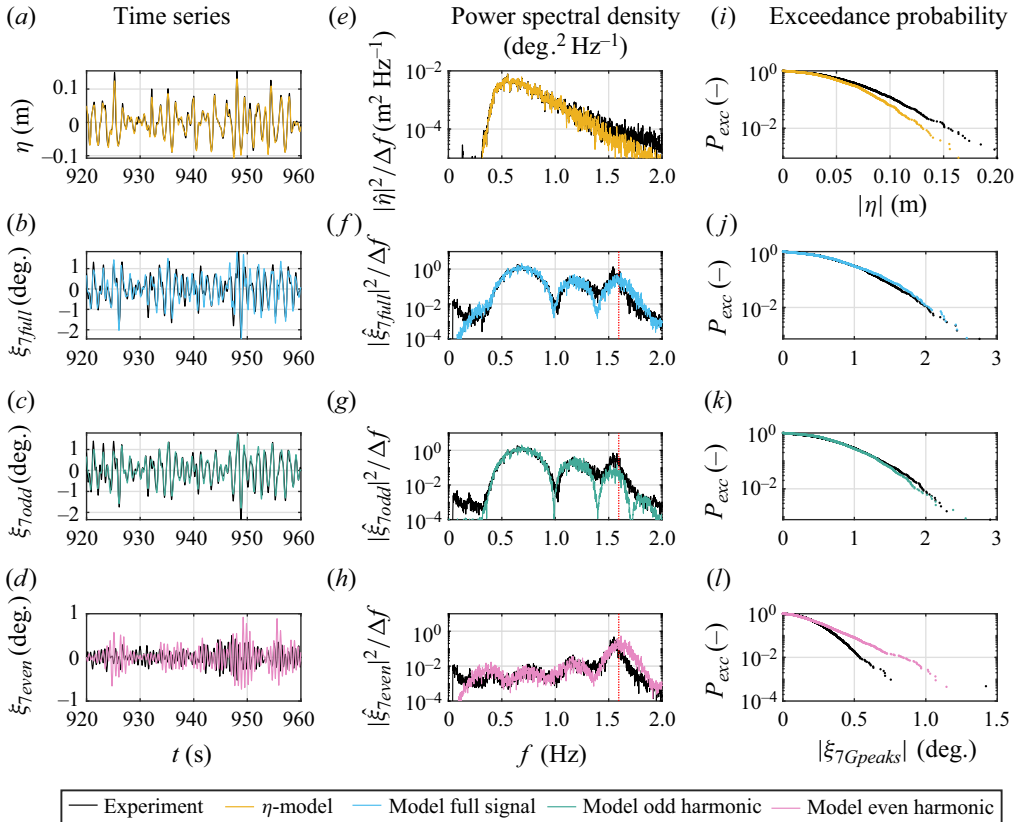 (a) Time series (e) Power spectral density (i) Exceedance probability
(deg.² Hz⁻¹)
η (m)
0.1
0
−0.1
920 930 940 950 960
|η̂|² / Δf (m² Hz⁻¹)
10⁻²
10⁻⁴
0 0.5 1.0 1.5 2.0
P_exc (−)
10⁰
10⁻²
0 0.05 0.10 0.15 0.20
|η| (m)
(b) (f) (j)
ξ₇full (deg.)
1
0
−1
−2
920 930 940 950 960
|ξ̂₇full|² / Δf
10⁰
10⁻²
10⁻⁴
0 0.5 1.0 1.5 2.0
P_exc (−)
10⁰
10⁻²
0 1 2 3
(c) (g) (k)
ξ₇odd (deg.)
1
−1
−2
920 930 940 950 960
|ξ̂₇odd|² / Δf
10⁰
10⁻²
10⁻⁴
0 0.5 1.0 1.5 2.0
P_exc (−)
10⁰
10⁻²
0 1 2 3
(d) (h) (l)
ξ₇even (deg.)
1
0
−1
920 930 940 950 960
t (s)
|ξ̂₇even|² / Δf
10⁰
10⁻²
10⁻⁴
0 0.5 1.0 1.5 2.0
f (Hz)
P_exc (−)
10⁰
10⁻²
10⁻⁴
0 0.5 1.0 1.5
|ξ₇Gpeaks| (deg.)
Experiment η-model Model full signal Model odd harmonic Model even harmonic